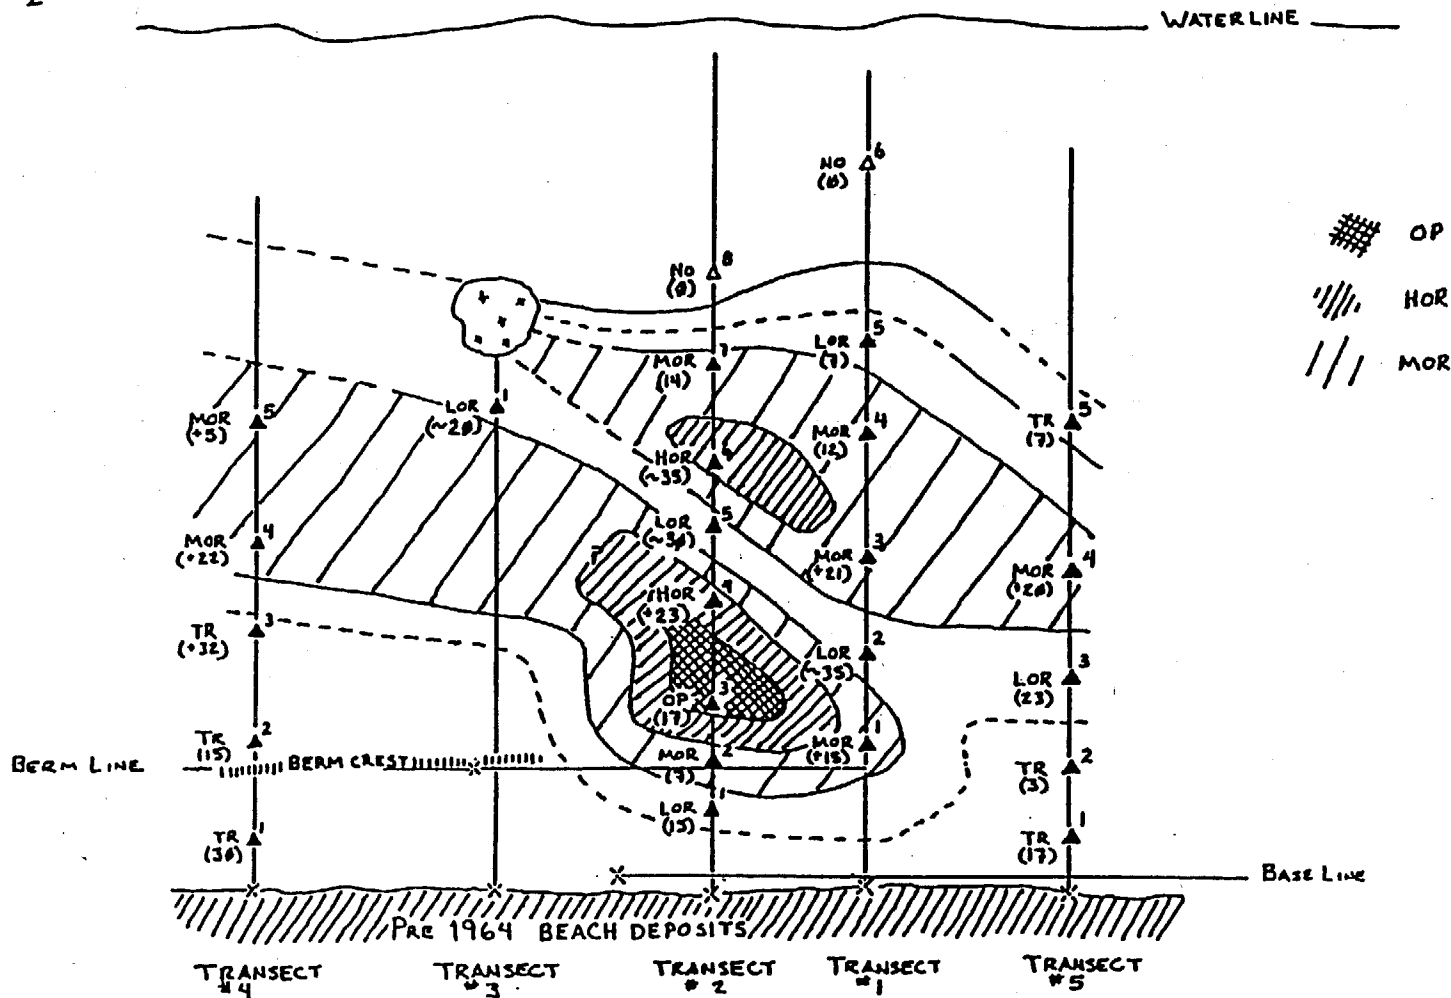 WATERLINE
NO 6
(0)
OP
HOR
MOR
NO 8
(0)
LOR 5
(7)
MOR 7
(14)
MOR 5
(+5)
LOR 1
(~20)
MOR 4
(12)
TR 5
(7)
HOR
(~35)
LOR 5
(~30)
MOR 4
(+22)
MOR 3
(+21)
MOR 4
(+20)
HOR 4
(+23)
TR 3
(+32)
LOR 2
(~35)
LOR 3
(23)
OP 3
(17)
TR 2
(15)
MOR 2
(7)
MOR 1
(+15)
TR 2
(3)
BERM LINE
BERM CREST
LOR 1
(15)
TR 1
(30)
TR 1
(17)
BASE LINE
PRE 1964 BEACH DEPOSITS
TRANSECT
#4
TRANSECT
#3
TRANSECT
#2
TRANSECT
#1
TRANSECT
#5